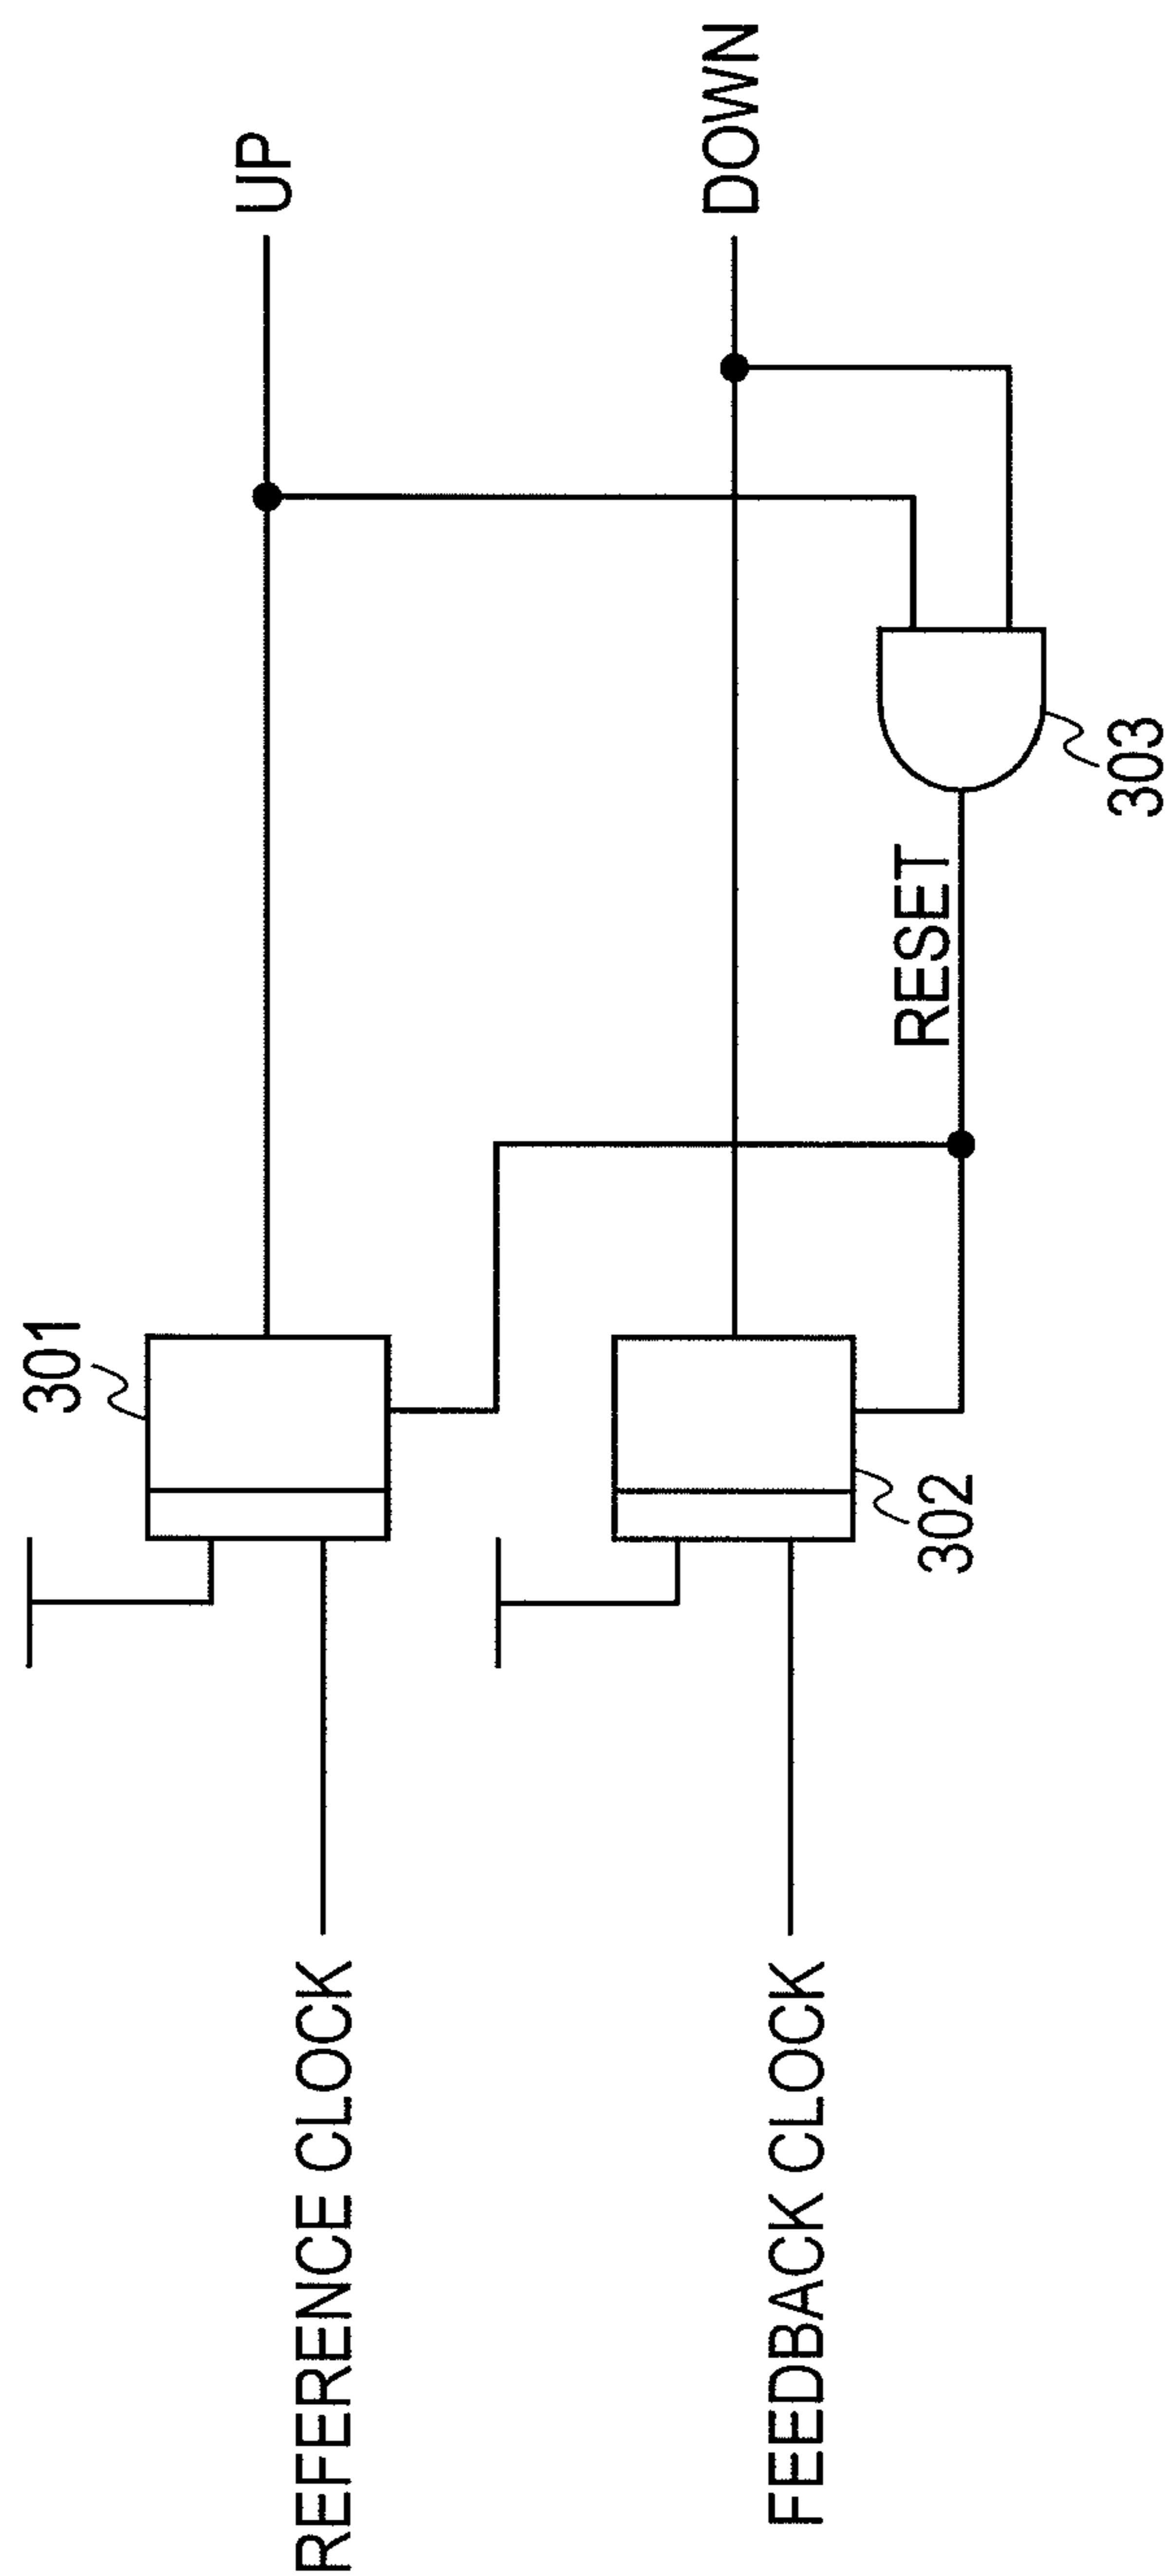 301
UP
REFERENCE CLOCK
302
DOWN
FEEDBACK CLOCK
RESET
303